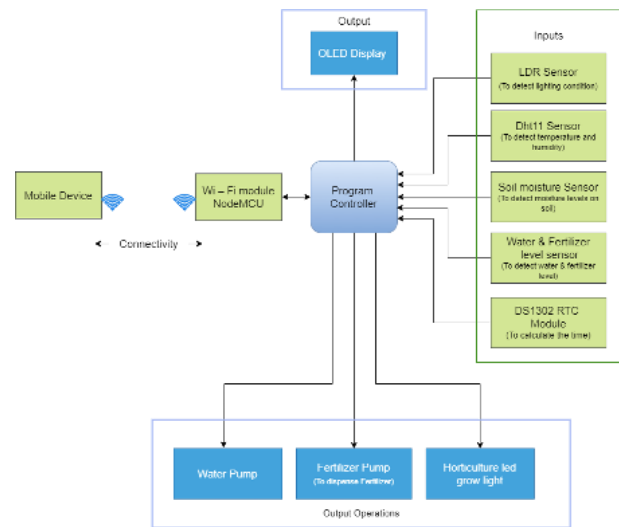 Output
OLED Display
Inputs
LDR Sensor
(To detect lighting condition)
Dht11 Sensor
(To detect temperature and
humidity)
Soil moisture Sensor
(To detect moisture levels on
soil)
Water & Fertilizer
level sensor
(To detect water & fertilizer
level)
DS1302 RTC
Module
(To calculate the time)
Mobile Device
Wi – Fi module
NodeMCU
Program
Controller
Connectivity
Water Pump
Fertilizer Pump
(To dispense Fertilizer)
Horticulture led
grow light
Output Operations